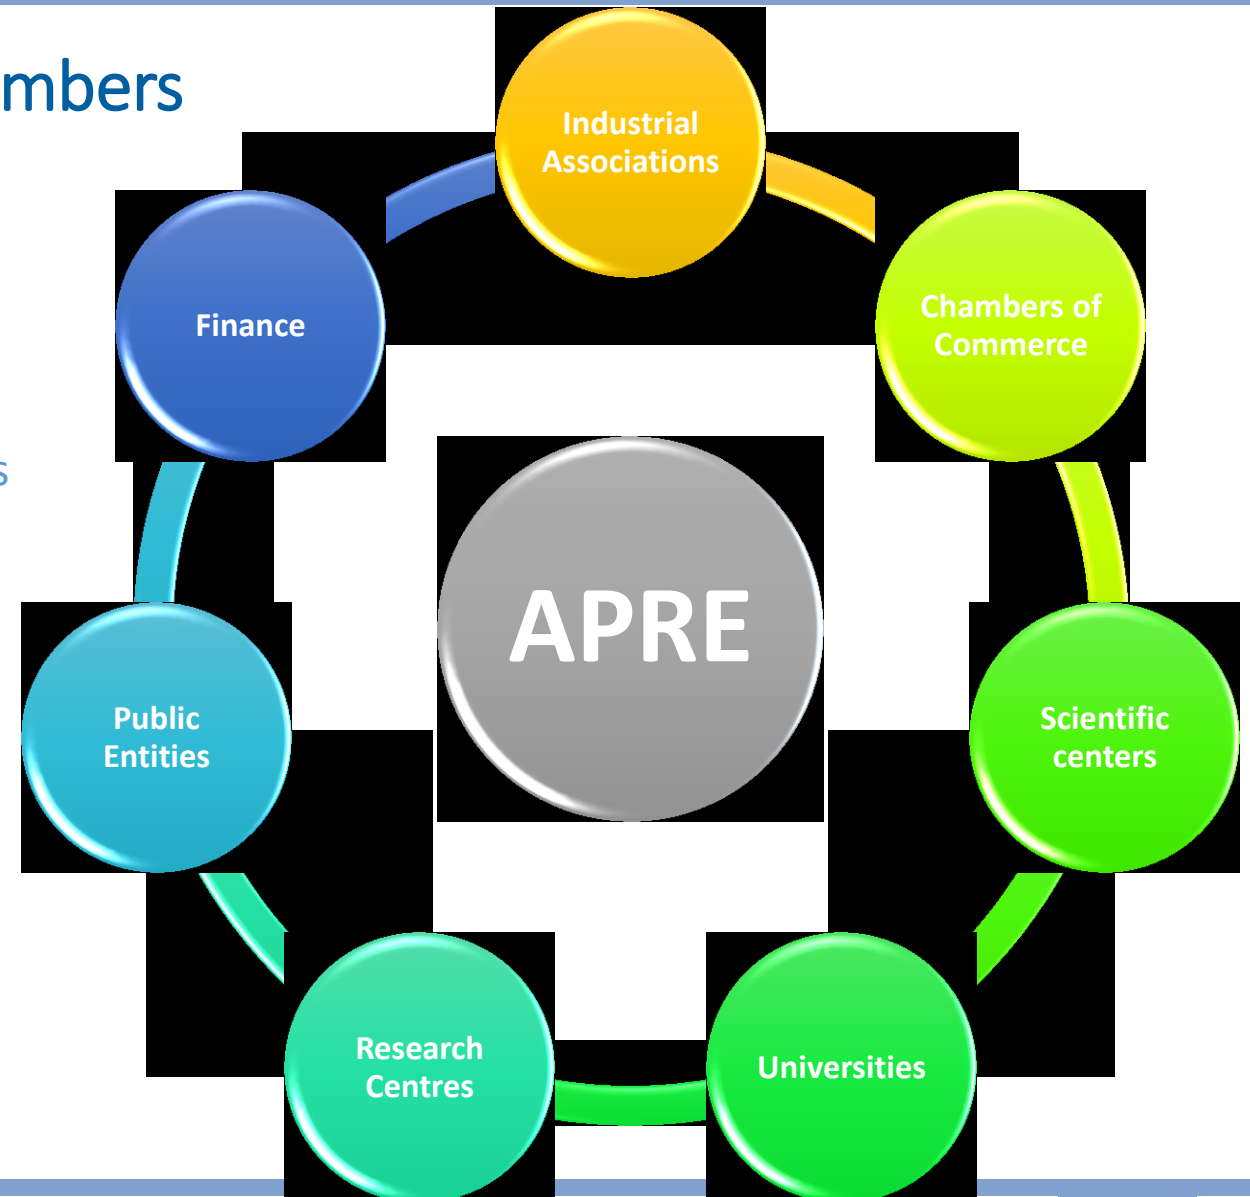 mbers
Industrial
Associations
Chambers of
Commerce
Finance
s
APRE
Scientific
centers
Public
Entities
Research
Centres
Universities